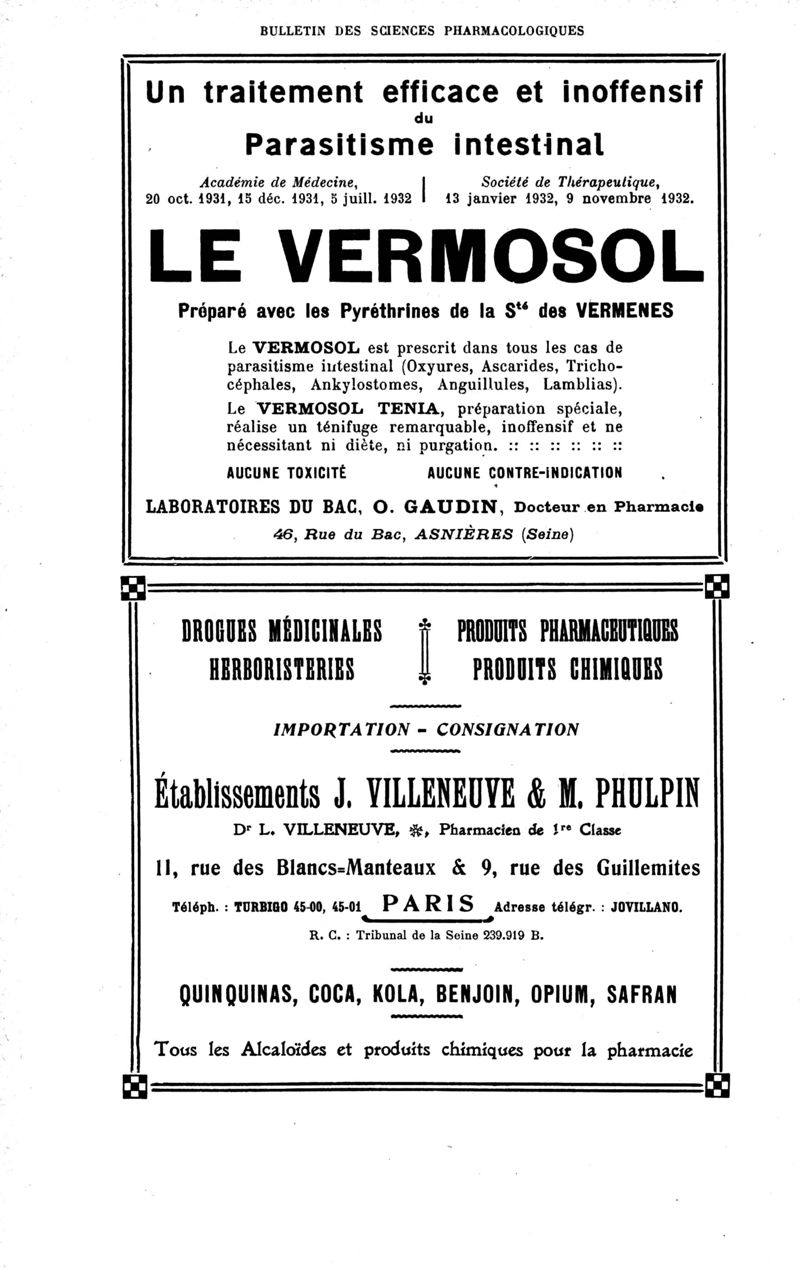 BULLETIN DES SCIENCES PHARMACOLOGIQUES
Un traitement efficace et inoffensif
du
Parasitisme intestinal
Académie de Médecine,
20 oct. 1931, 15 déc. 1931, 5 juill. 1932
Société de Thérapeutique,
13 janvier 1932, 9 novembre 1932.
LE VERMOSOL
Préparé avec les Pyréthrines de la Sté des VERMENES
Le VERMOSOL est prescrit dans tous les cas de
parasitisme intestinal (Oxyures, Ascarides, Tricho-
céphales, Ankylostomes, Anguillules, Lamblias).
Le VERMOSOL TENIA, préparation spéciale,
réalise un ténifuge remarquable, inoffensif et ne
nécessitant ni diète, ni purgation. :: :: :: :: :: ::
AUCUNE TOXICITÉ AUCUNE CONTRE-INDICATION
LABORATOIRES DU BAC, O. GAUDIN, Docteur en Pharmacie
46, Rue du Bac, ASNIÈRES (Seine)
DROGUES MÉDICINALES
HERBORISTERIES
PRODUITS PHARMACEUTIQUES
PRODUITS CHIMIQUES
IMPORTATION - CONSIGNATION
Établissements J. VILLENEUVE & M. PHULPIN
Dr L. VILLENEUVE, ✻, Pharmacien de 1re Classe
11, rue des Blancs=Manteaux & 9, rue des Guillemites
Téléph. : TURBIGO 45-00, 45-01 PARIS Adresse télégr. : JOVILLANO.
R. C. : Tribunal de la Seine 239.919 B.
QUINQUINAS, COCA, KOLA, BENJOIN, OPIUM, SAFRAN
Tous les Alcaloïdes et produits chimiques pour la pharmacie